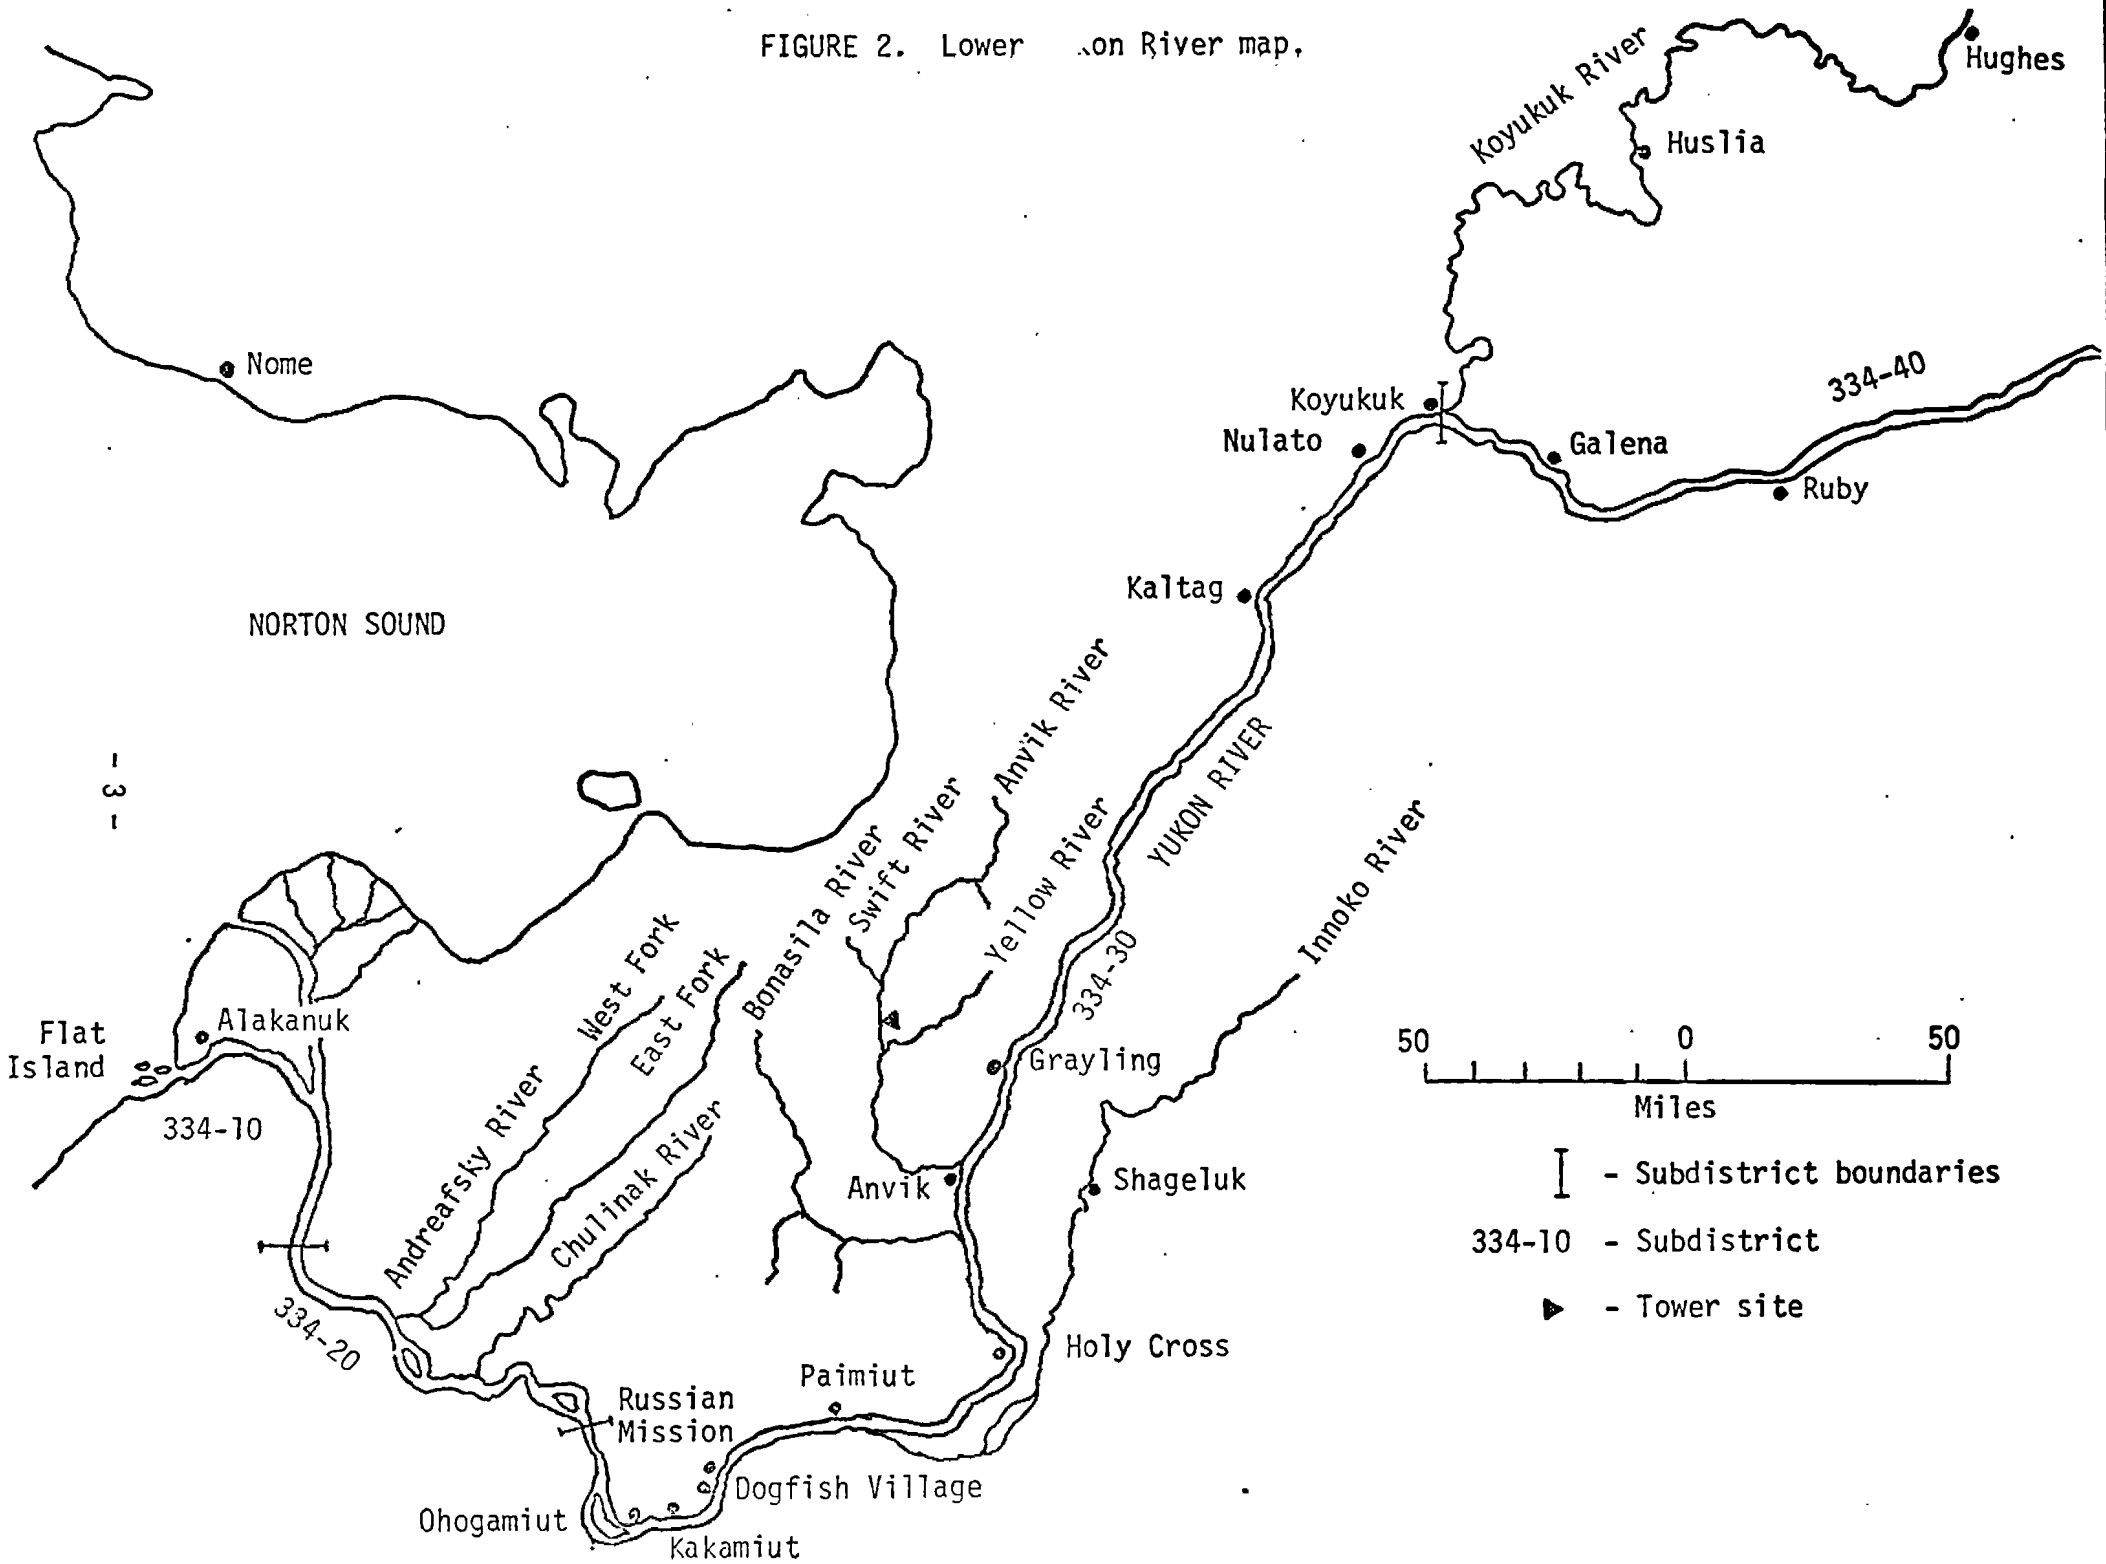 FIGURE 2. Lower on River map.
Koyukuk River
Hughes
Huslia
Nome
334-40
Koyukuk
Nulato
Galena
Ruby
Kaltag
NORTON SOUND
Anvik River
YUKON RIVER
- 3 -
Swift River
Bonasila River
Yellow River
Innoko River
West Fork
East Fork
334-30
Alakanuk
Flat
Island
Grayling
50 0 50
Miles
334-10
Andreafsky River
Chulinak River
Anvik
Shageluk
- Subdistrict boundaries
334-10 - Subdistrict
- Tower site
334-20
Holy Cross
Paimiut
Russian
Mission
Dogfish Village
Ohogamiut
Kakamiut